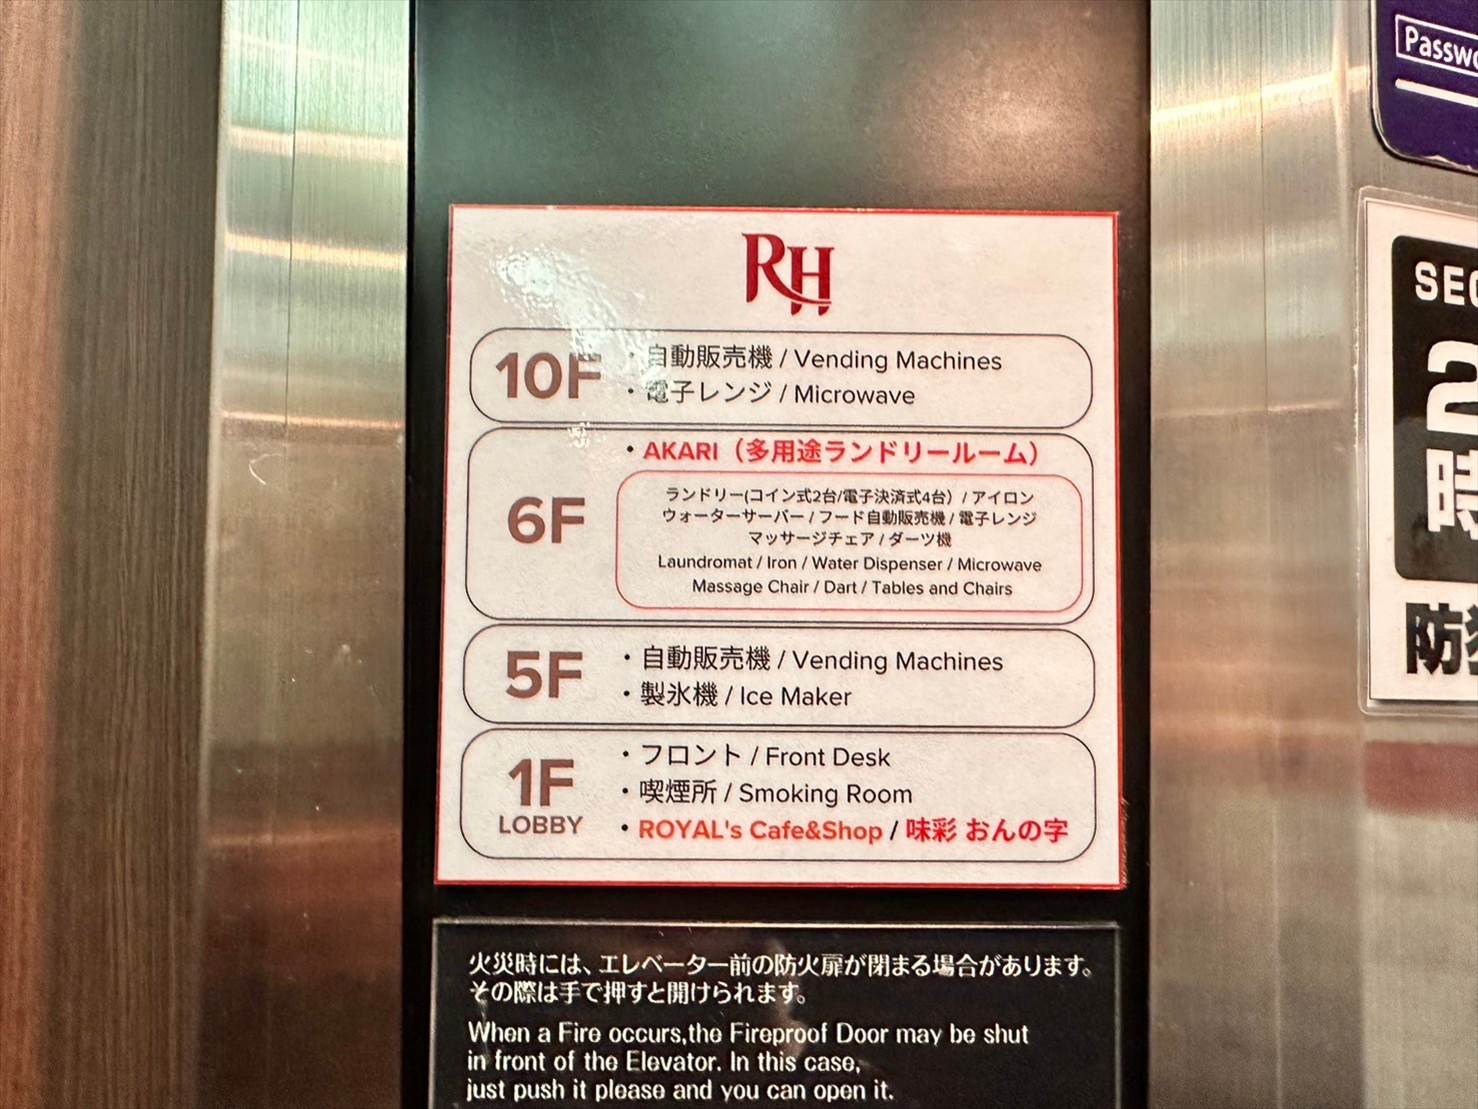 RH
10F
・自動販売機 / Vending Machines
・電子レンジ / Microwave
6F
・AKARI（多用途ランドリールーム）
ランドリー(コイン式2台/電子決済式4台）/ アイロン
ウォーターサーバー / フード自動販売機 / 電子レンジ
マッサージチェア / ダーツ機
Laundromat / Iron / Water Dispenser / Microwave
Massage Chair / Dart / Tables and Chairs
5F
・自動販売機 / Vending Machines
・製氷機 / Ice Maker
1F
LOBBY
・フロント / Front Desk
・喫煙所 / Smoking Room
・ROYAL's Cafe&Shop / 味彩 おんの字
火災時には、エレベーター前の防火扉が閉まる場合があります。
その際は手で押すと開けられます。
When a Fire occurs,the Fireproof Door may be shut
in front of the Elevator. In this case,
just push it please and you can open it.
2
時
防